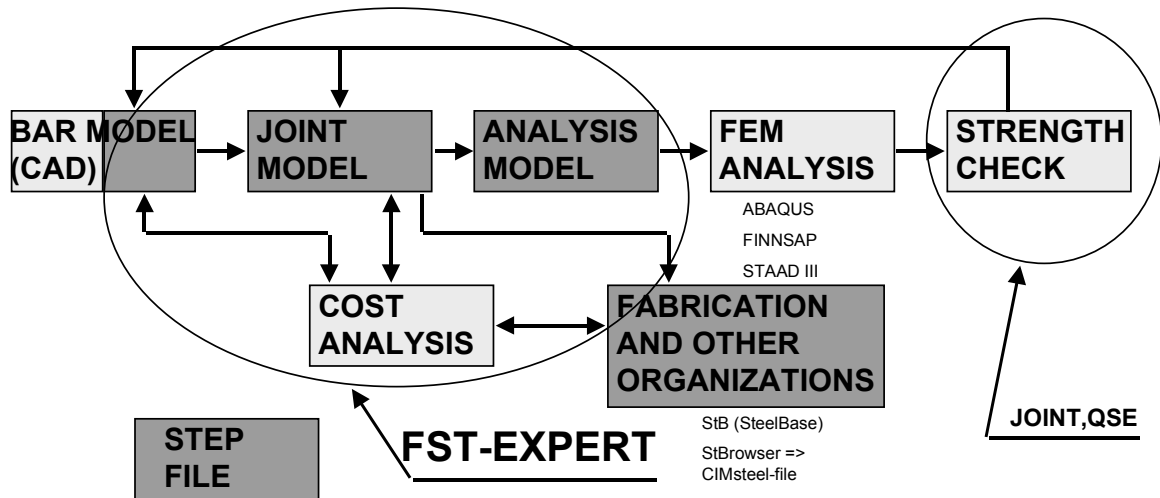 BAR MODEL
(CAD)
JOINT
MODEL
ANALYSIS
MODEL
FEM
ANALYSIS
STRENGTH
CHECK
ABAQUS
FINNSAP
STAAD III
COST
ANALYSIS
FABRICATION
AND OTHER
ORGANIZATIONS
StB (SteelBase)
StBrowser =>
CIMsteel-file
STEP
FILE
FST-EXPERT
JOINT,QSE